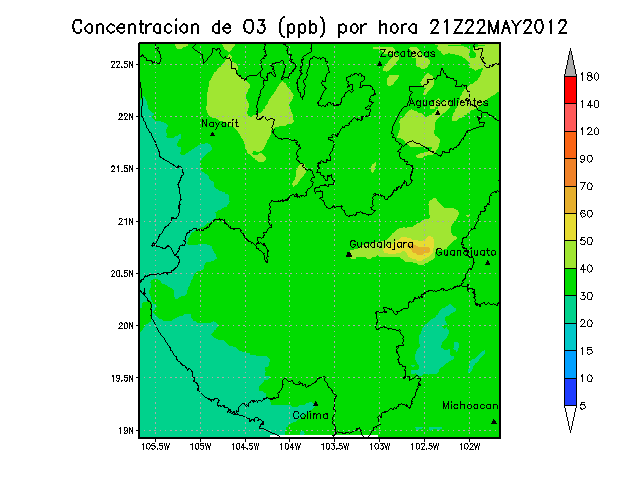 Concentracion de O3 (ppb) por hora 21Z22MAY2012
22.5N
22N
21.5N
21N
20.5N
20N
19.5N
19N
105.5W 105W 104.5W 104W 103.5W 103W 102.5W 102W
Zacatecas
Aguascalientes
Nayarit
Guadalajara
Guanajuato
Michoacan
Colima
180
140
120
90
70
60
50
40
30
20
15
10
5